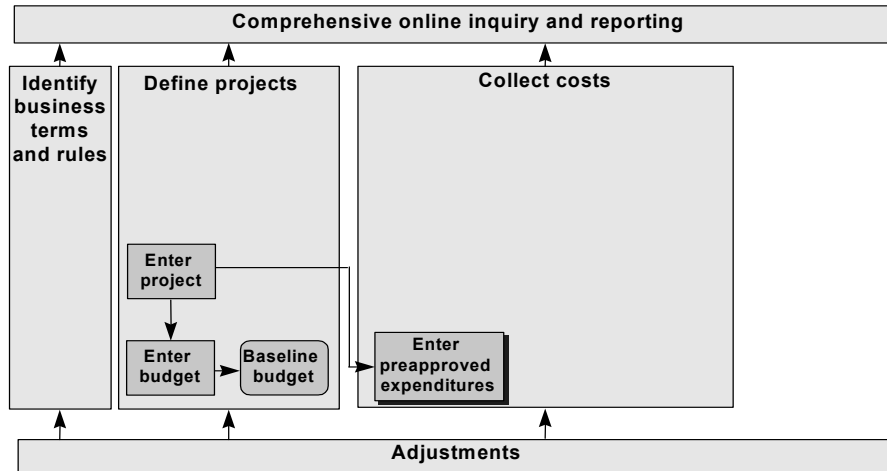 Comprehensive online inquiry and reporting
Identify
business
terms
and rules
Define projects
Collect costs
Enter
project
Enter
budget
Baseline
budget
Enter
preapproved
expenditures
Adjustments